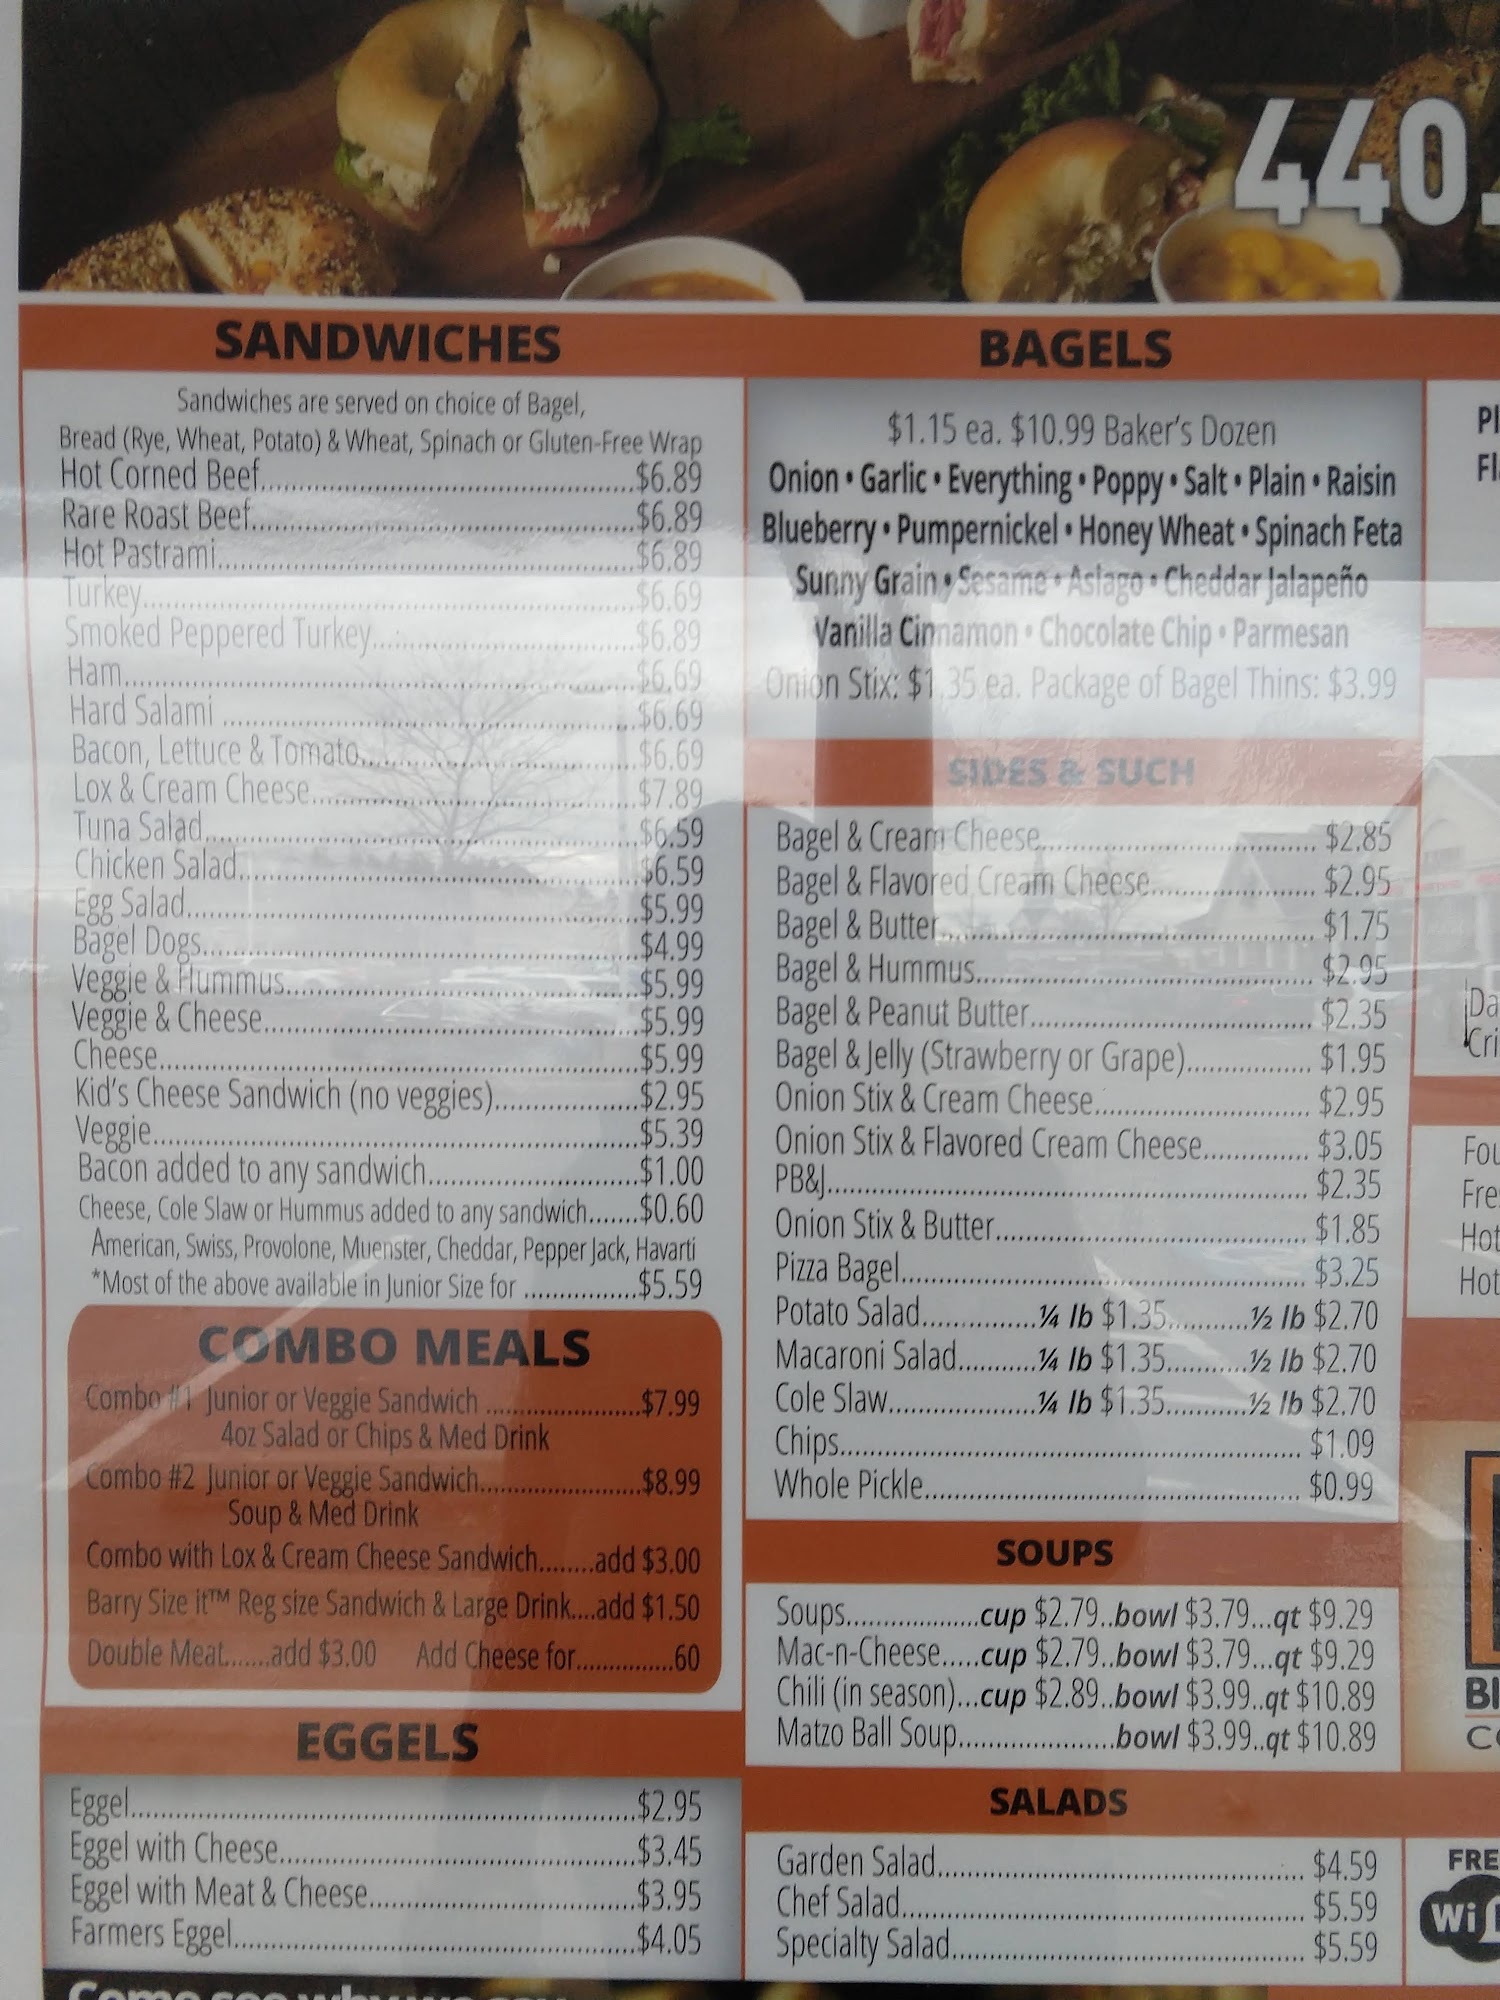 440.
SANDWICHES
Sandwiches are served on choice of Bagel,
Bread (Rye, Wheat, Potato) & Wheat, Spinach or Gluten-Free Wrap
Hot Corned Beef....$6.89
Rare Roast Beef....$6.89
Hot Pastrami....$6.89
Turkey....$6.69
Smoked Peppered Turkey....$6.89
Ham....$6.69
Hard Salami ....$6.69
Bacon, Lettuce & Tomato....$6.69
Lox & Cream Cheese....$7.89
Tuna Salad....$6.59
Chicken Salad....$6.59
Egg Salad....$5.99
Bagel Dogs....$4.99
Veggie & Hummus....$5.99
Veggie & Cheese....$5.99
Cheese....$5.99
Kid's Cheese Sandwich (no veggies)....$2.95
Veggie....$5.39
Bacon added to any sandwich....$1.00
Cheese, Cole Slaw or Hummus added to any sandwich....$0.60
American, Swiss, Provolone, Muenster, Cheddar, Pepper Jack, Havarti
*Most of the above available in Junior Size for ....$5.59
COMBO MEALS
Combo #1 Junior or Veggie Sandwich ....$7.99
4oz Salad or Chips & Med Drink
Combo #2 Junior or Veggie Sandwich....$8.99
Soup & Med Drink
Combo with Lox & Cream Cheese Sandwich....add $3.00
Barry Size it™ Reg size Sandwich & Large Drink....add $1.50
Double Meat....add $3.00 Add Cheese for....60
EGGELS
Eggel....$2.95
Eggel with Cheese....$3.45
Eggel with Meat & Cheese....$3.95
Farmers Eggel....$4.05
Come see why we say
BAGELS
$1.15 ea. $10.99 Baker's Dozen
Onion • Garlic • Everything • Poppy • Salt • Plain • Raisin
Blueberry • Pumpernickel • Honey Wheat • Spinach Feta
Sunny Grain • Sesame • Asiago • Cheddar Jalapeño
Vanilla Cinnamon • Chocolate Chip • Parmesan
Onion Stix: $1.35 ea. Package of Bagel Thins: $3.99
SIDES & SUCH
Bagel & Cream Cheese....$2.85
Bagel & Flavored Cream Cheese....$2.95
Bagel & Butter....$1.75
Bagel & Hummus....$2.95
Bagel & Peanut Butter....$2.35
Bagel & Jelly (Strawberry or Grape)....$1.95
Onion Stix & Cream Cheese....$2.95
Onion Stix & Flavored Cream Cheese....$3.05
PB&J....$2.35
Onion Stix & Butter....$1.85
Pizza Bagel....$3.25
Potato Salad....¼ lb $1.35....½ lb $2.70
Macaroni Salad....¼ lb $1.35....½ lb $2.70
Cole Slaw....¼ lb $1.35....½ lb $2.70
Chips....$1.09
Whole Pickle....$0.99
SOUPS
Soups....cup $2.79..bowl $3.79...qt $9.29
Mac-n-Cheese.....cup $2.79..bowl $3.79...qt $9.29
Chili (in season)...cup $2.89..bowl $3.99..qt $10.89
Matzo Ball Soup....bowl $3.99..qt $10.89
SALADS
Garden Salad....$4.59
Chef Salad....$5.59
Specialty Salad....$5.59
Pl
Fl
Da
Cri
Fou
Fre
Hot
Hot
Bl
Co
FRE
Wi